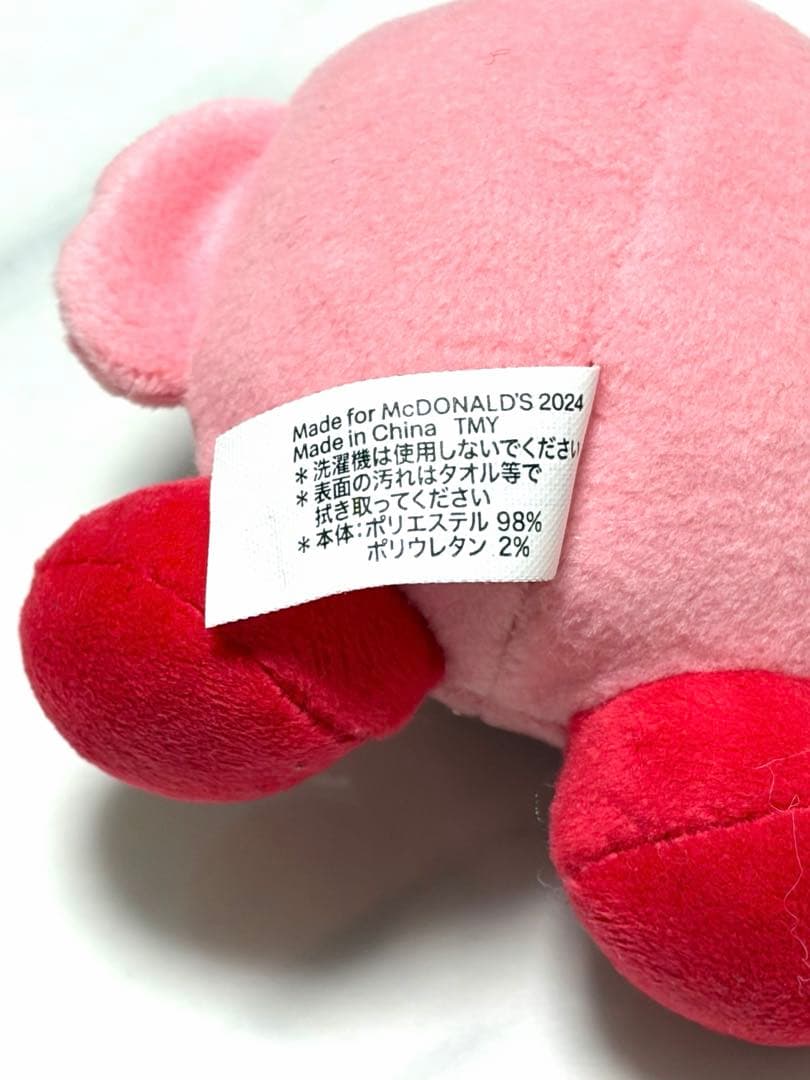 Made for McDONALD'S 2024
Made in China TMY
*洗濯機は使用しないでください
*表面の汚れはタオル等で
拭き取ってください
*本体:ポリエステル 98%
ポリウレタン 2%